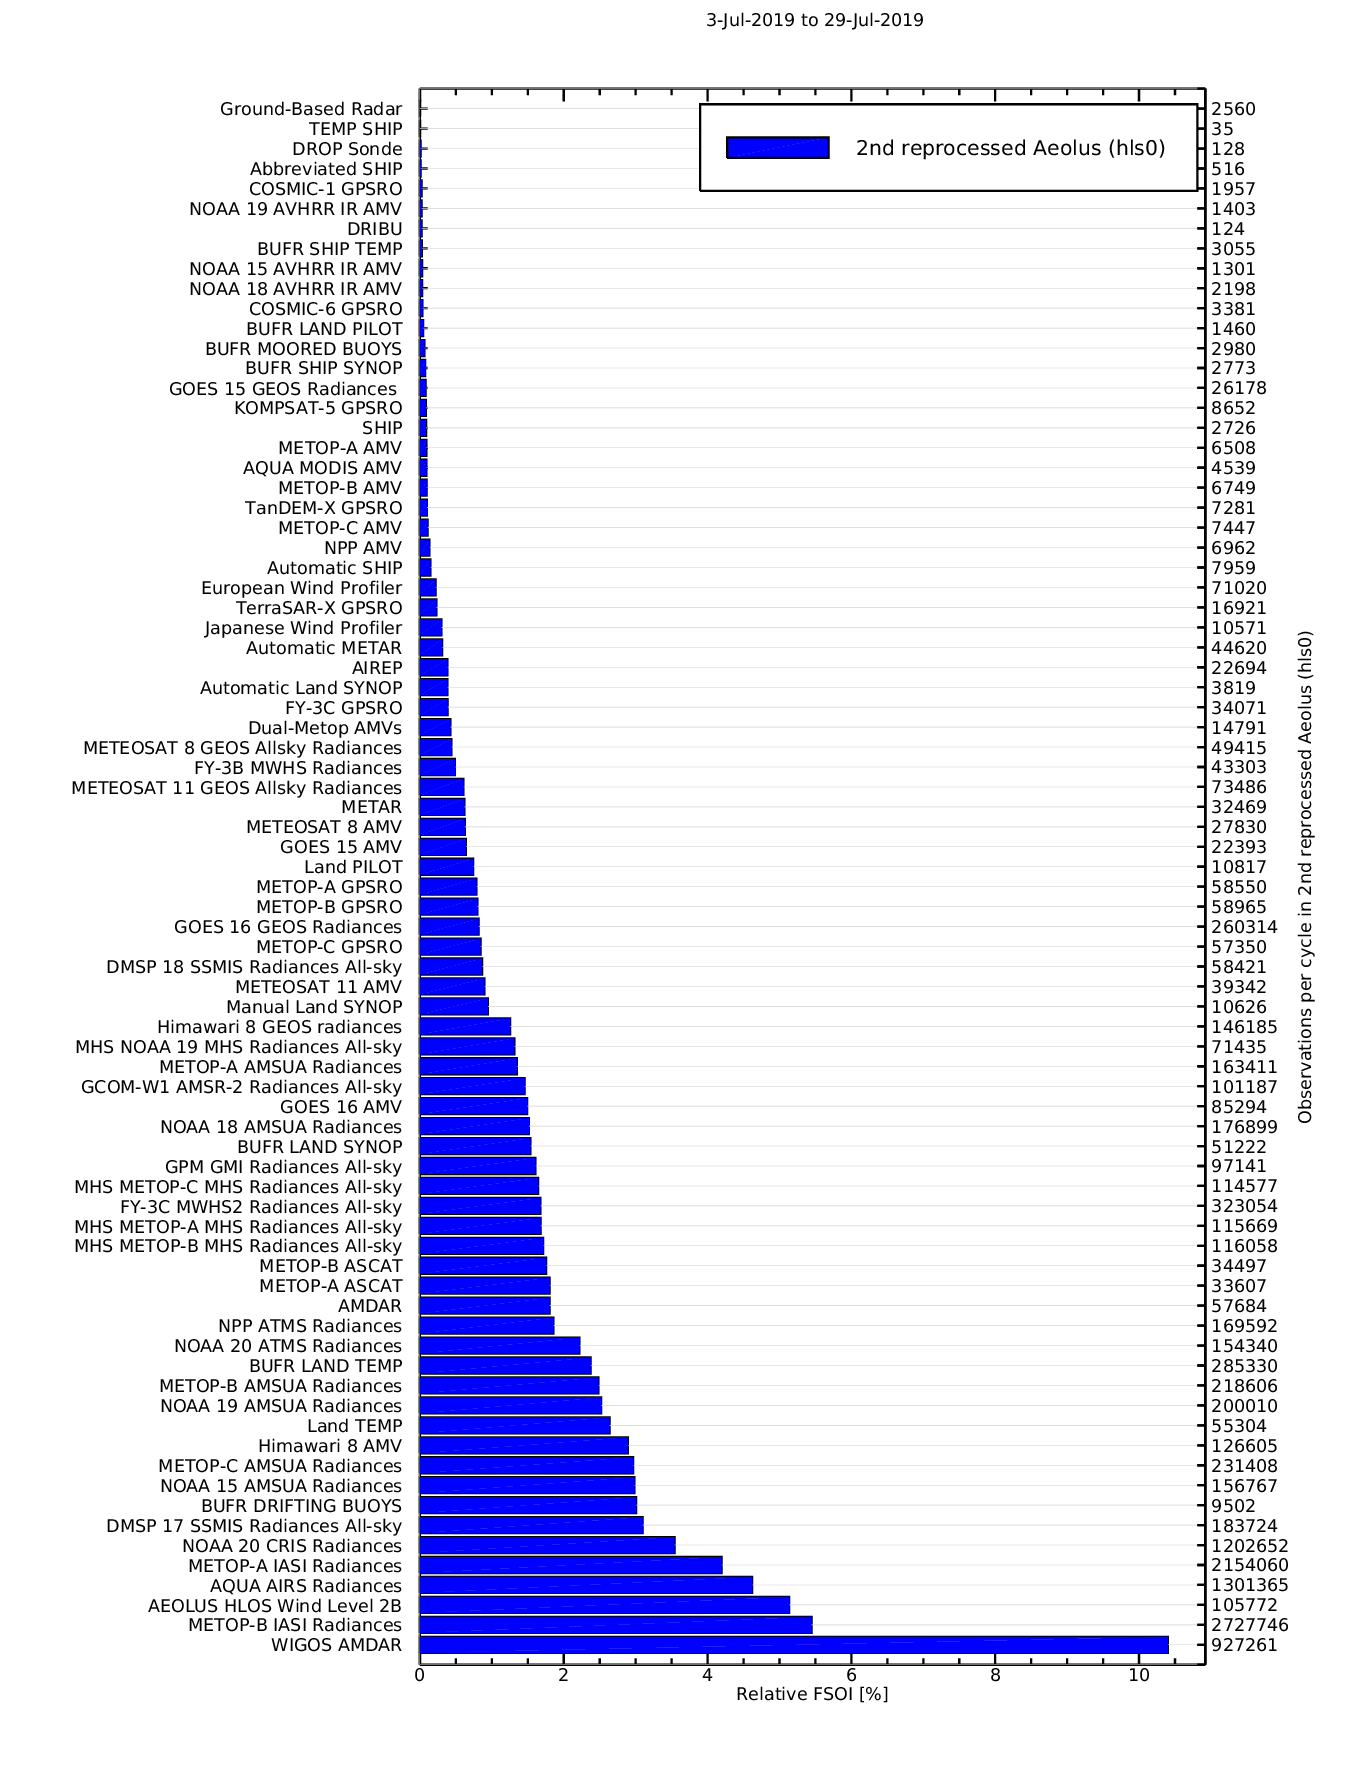 3-Jul-2019 to 29-Jul-2019
2nd reprocessed Aeolus (hls0)
Ground-Based Radar 2560
TEMP SHIP 35
DROP Sonde 128
Abbreviated SHIP 516
COSMIC-1 GPSRO 1957
NOAA 19 AVHRR IR AMV 1403
DRIBU 124
BUFR SHIP TEMP 3055
NOAA 15 AVHRR IR AMV 1301
NOAA 18 AVHRR IR AMV 2198
COSMIC-6 GPSRO 3381
BUFR LAND PILOT 1460
BUFR MOORED BUOYS 2980
BUFR SHIP SYNOP 2773
GOES 15 GEOS Radiances 26178
KOMPSAT-5 GPSRO 8652
SHIP 2726
METOP-A AMV 6508
AQUA MODIS AMV 4539
METOP-B AMV 6749
TanDEM-X GPSRO 7281
METOP-C AMV 7447
NPP AMV 6962
Automatic SHIP 7959
European Wind Profiler 71020
TerraSAR-X GPSRO 16921
Japanese Wind Profiler 10571
Automatic METAR 44620
AIREP 22694
Automatic Land SYNOP 3819
FY-3C GPSRO 34071
Dual-Metop AMVs 14791
METEOSAT 8 GEOS Allsky Radiances 49415
FY-3B MWHS Radiances 43303
METEOSAT 11 GEOS Allsky Radiances 73486
METAR 32469
METEOSAT 8 AMV 27830
GOES 15 AMV 22393
Land PILOT 10817
METOP-A GPSRO 58550
METOP-B GPSRO 58965
GOES 16 GEOS Radiances 260314
METOP-C GPSRO 57350
DMSP 18 SSMIS Radiances All-sky 58421
METEOSAT 11 AMV 39342
Manual Land SYNOP 10626
Himawari 8 GEOS radiances 146185
MHS NOAA 19 MHS Radiances All-sky 71435
METOP-A AMSUA Radiances 163411
GCOM-W1 AMSR-2 Radiances All-sky 101187
GOES 16 AMV 85294
NOAA 18 AMSUA Radiances 176899
BUFR LAND SYNOP 51222
GPM GMI Radiances All-sky 97141
MHS METOP-C MHS Radiances All-sky 114577
FY-3C MWHS2 Radiances All-sky 323054
MHS METOP-A MHS Radiances All-sky 115669
MHS METOP-B MHS Radiances All-sky 116058
METOP-B ASCAT 34497
METOP-A ASCAT 33607
AMDAR 57684
NPP ATMS Radiances 169592
NOAA 20 ATMS Radiances 154340
BUFR LAND TEMP 285330
METOP-B AMSUA Radiances 218606
NOAA 19 AMSUA Radiances 200010
Land TEMP 55304
Himawari 8 AMV 126605
METOP-C AMSUA Radiances 231408
NOAA 15 AMSUA Radiances 156767
BUFR DRIFTING BUOYS 9502
DMSP 17 SSMIS Radiances All-sky 183724
NOAA 20 CRIS Radiances 1202652
METOP-A IASI Radiances 2154060
AQUA AIRS Radiances 1301365
AEOLUS HLOS Wind Level 2B 105772
METOP-B IASI Radiances 2727746
WIGOS AMDAR 927261
0 2 4 6 8 10
Relative FSOI [%]
Observations per cycle in 2nd reprocessed Aeolus (hls0)